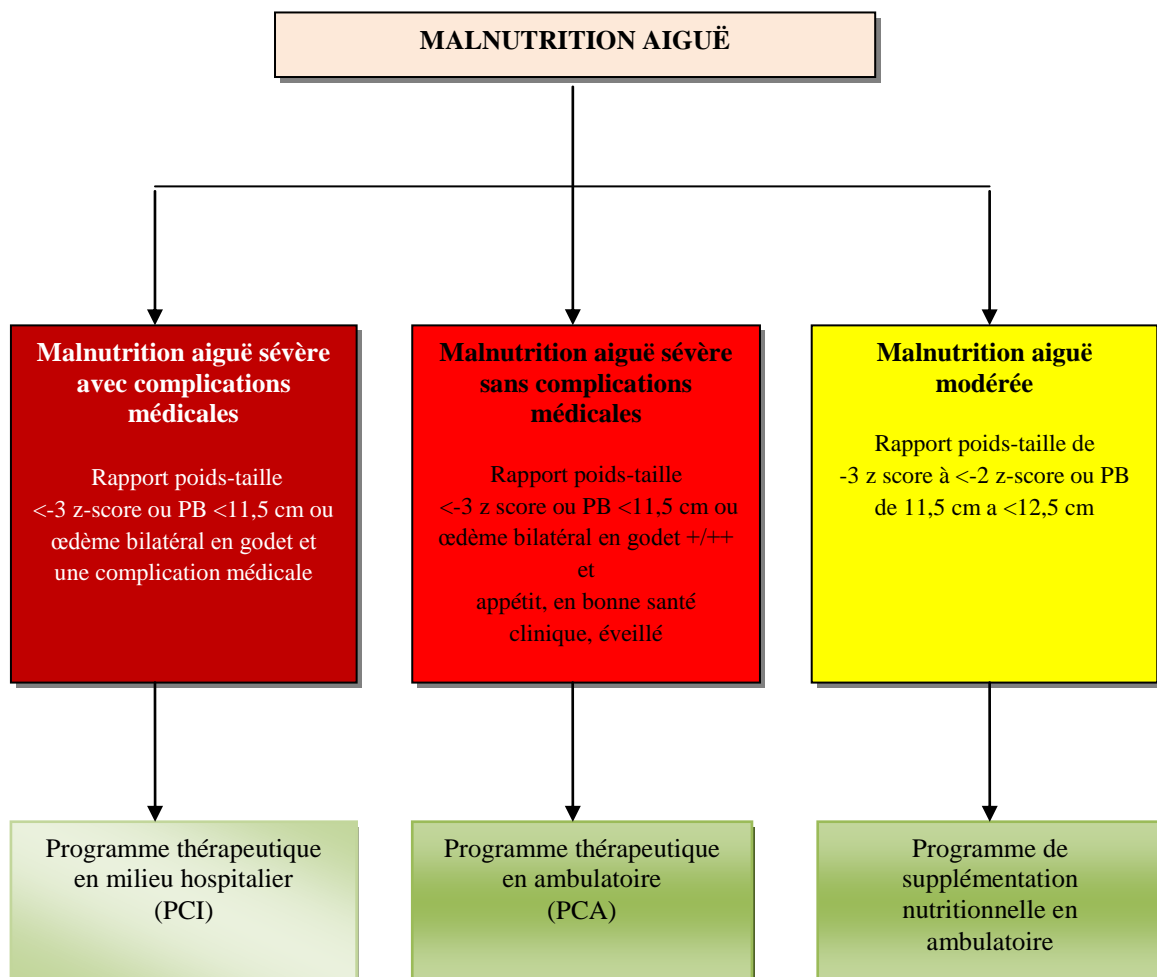 MALNUTRITION AIGUË
Malnutrition aiguë sévère
avec complications
médicales
Rapport poids-taille
<-3 z-score ou PB <11,5 cm ou
œdème bilatéral en godet et
une complication médicale
Malnutrition aiguë sévère
sans complications
médicales
Rapport poids-taille
<-3 z score ou PB <11,5 cm ou
œdème bilatéral en godet +/++
et
appétit, en bonne santé
clinique, éveillé
Malnutrition aiguë
modérée
Rapport poids-taille de
-3 z score à <-2 z-score ou PB
de 11,5 cm a <12,5 cm
Programme thérapeutique
en milieu hospitalier
(PCI)
Programme thérapeutique
en ambulatoire
(PCA)
Programme de
supplémentation
nutritionnelle en
ambulatoire